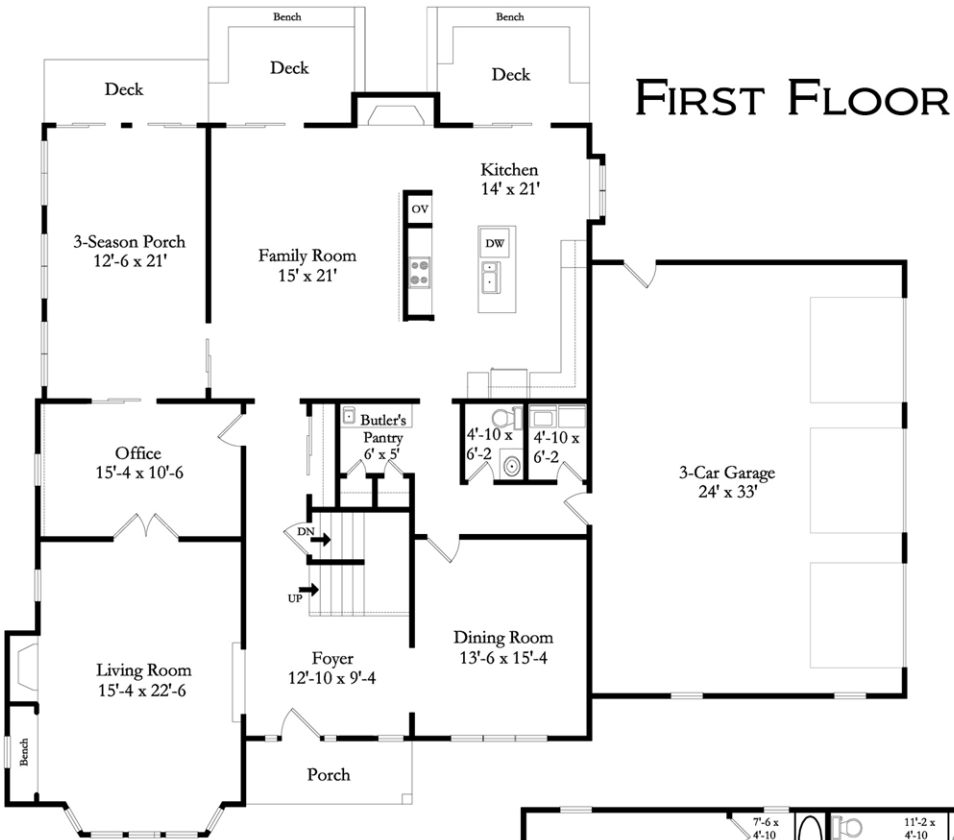 FIRST FLOOR
Bench
Bench
Deck
Deck
Deck
Kitchen
14' x 21'
OV
DW
3-Season Porch
12'-6 x 21'
Family Room
15' x 21'
Butler's
Pantry
6' x 5'
4'-10 x
6'-2
4'-10 x
6'-2
Office
15'-4 x 10'-6
3-Car Garage
24' x 33'
DN
UP
Dining Room
13'-6 x 15'-4
Living Room
15'-4 x 22'-6
Foyer
12'-10 x 9'-4
Bench
Porch
7'-6 x
4'-10
11'-2 x
4'-10